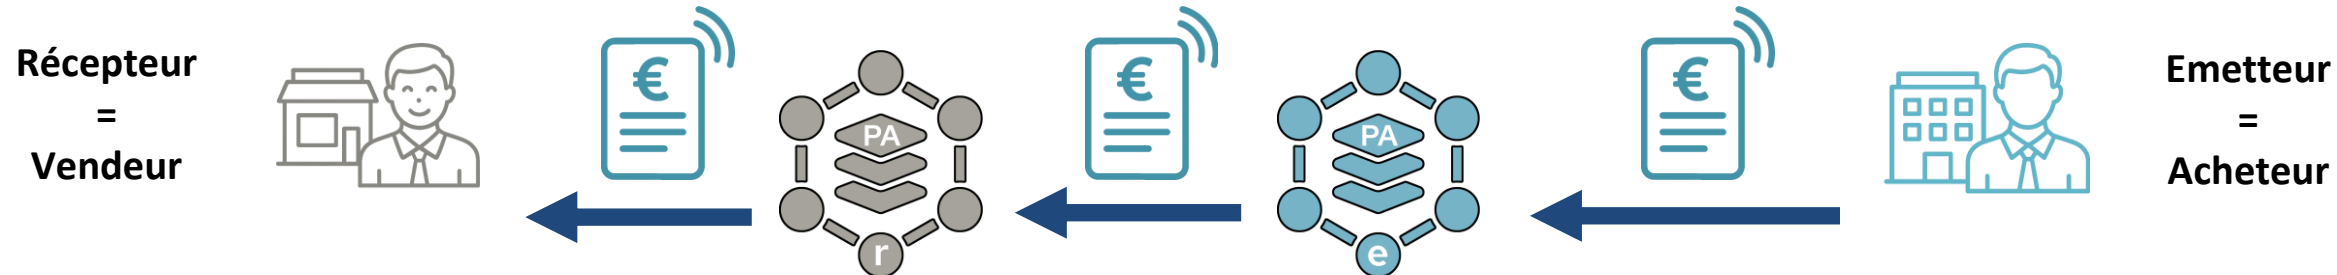 Récepteur
=
Vendeur
€
PA
r
€
PA
e
€
Emetteur
=
Acheteur